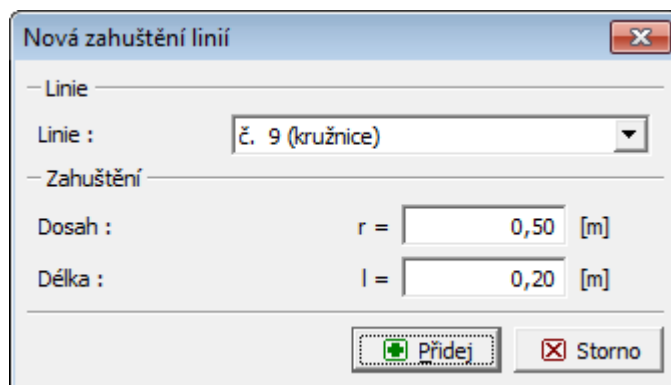 Nová zahuštění linií
Linie
Linie : č. 9 (kružnice)
Zahuštění
Dosah : r = 0,50 [m]
Délka : l = 0,20 [m]
Přidej Storno